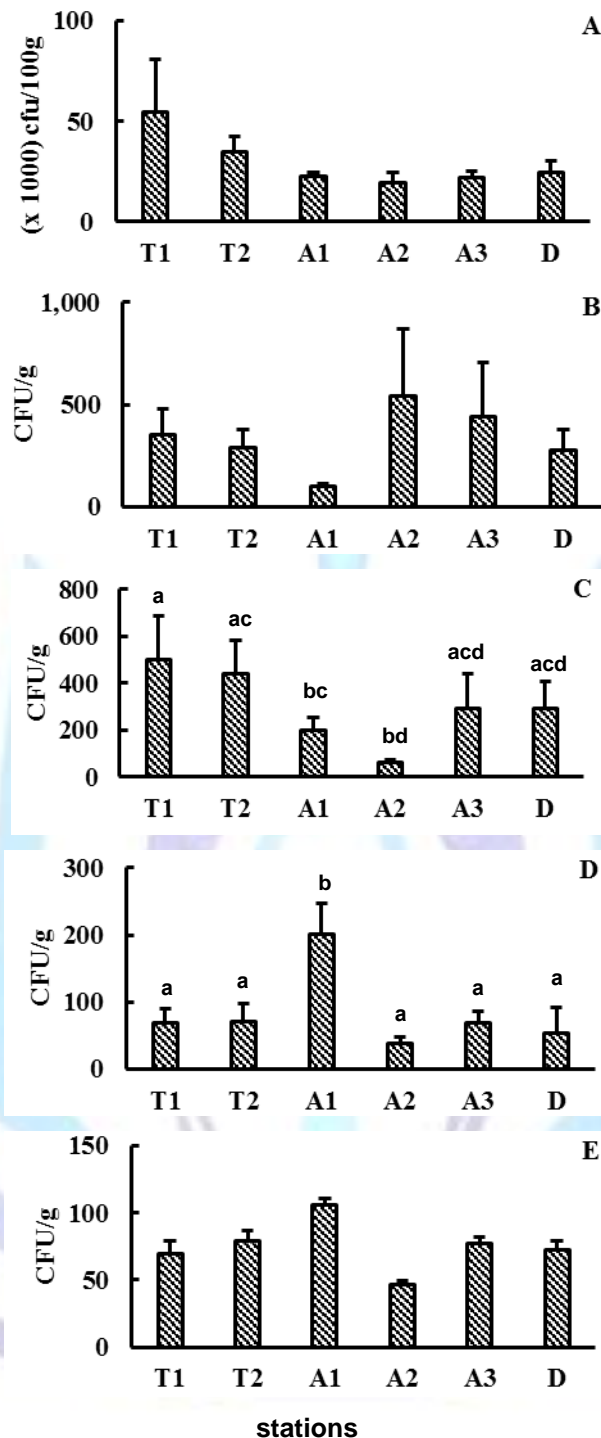 A
(x 1000) cfu/100g
100
50
0
T1 T2 A1 A2 A3 D
B
CFU/g
1,000
500
0
T1 T2 A1 A2 A3 D
C
CFU/g
800
600
400
200
0
a ac bc bd acd acd
T1 T2 A1 A2 A3 D
D
CFU/g
300
200
100
0
a a b a a a
T1 T2 A1 A2 A3 D
E
CFU/g
150
100
50
0
T1 T2 A1 A2 A3 D
stations